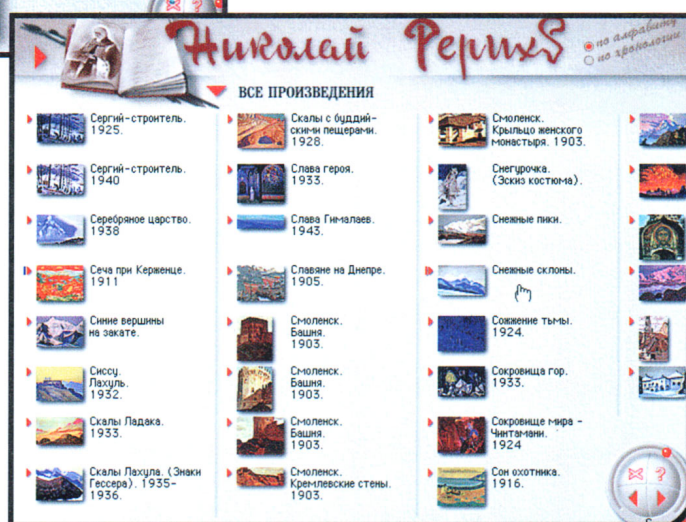 Николай Рерих
по алфавиту
по хронологии
ВСЕ ПРОИЗВЕДЕНИЯ
Сергий-строитель.
1925.
Сергий-строитель.
1940
Серебряное царство.
1938
Сеча при Керженце.
1911
Синие вершины
на закате.
Сиссу.
Лахуль.
1932.
Скалы Ладака.
1933.
Скалы Лахула. (Знаки
Гессера). 1935-
1936.
Скалы с буддий-
скими пещерами.
1928.
Слава героя.
1933.
Слава Гималаев.
1943.
Славяне на Днепре.
1905.
Смоленск.
Башня.
1903.
Смоленск.
Башня.
1903.
Смоленск.
Башня.
1903.
Смоленск.
Кремлевские стены.
1903.
Смоленск.
Крыльцо женского
монастыря. 1903.
Снегурочка.
(Эскиз костюма).
Снежные пики.
Снежные склоны.
Сожжение тьмы.
1924.
Сокровища гор.
1933.
Сокровище мира -
Чинтамани.
1924
Сон охотника.
1916.
?